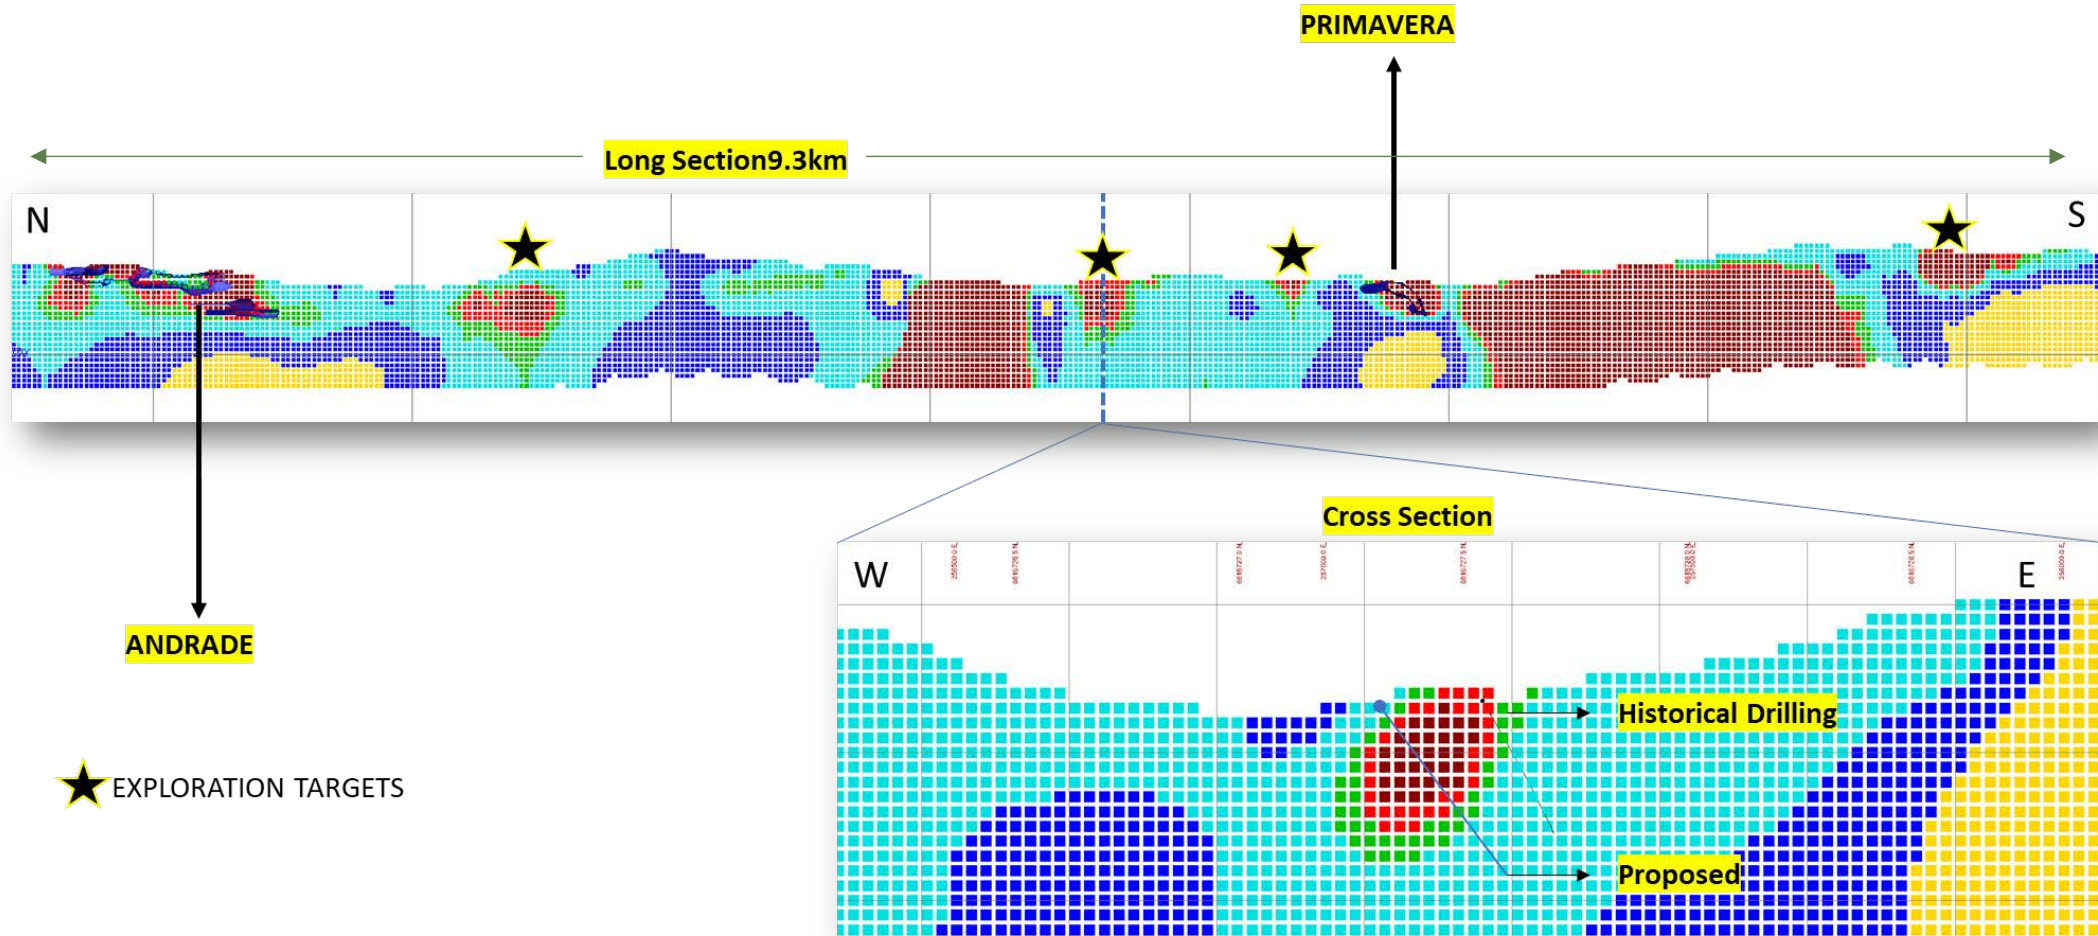 PRIMAVERA
Long Section9.3km
N
S
ANDRADE
Cross Section
W
E
Historical Drilling
Proposed
EXPLORATION TARGETS